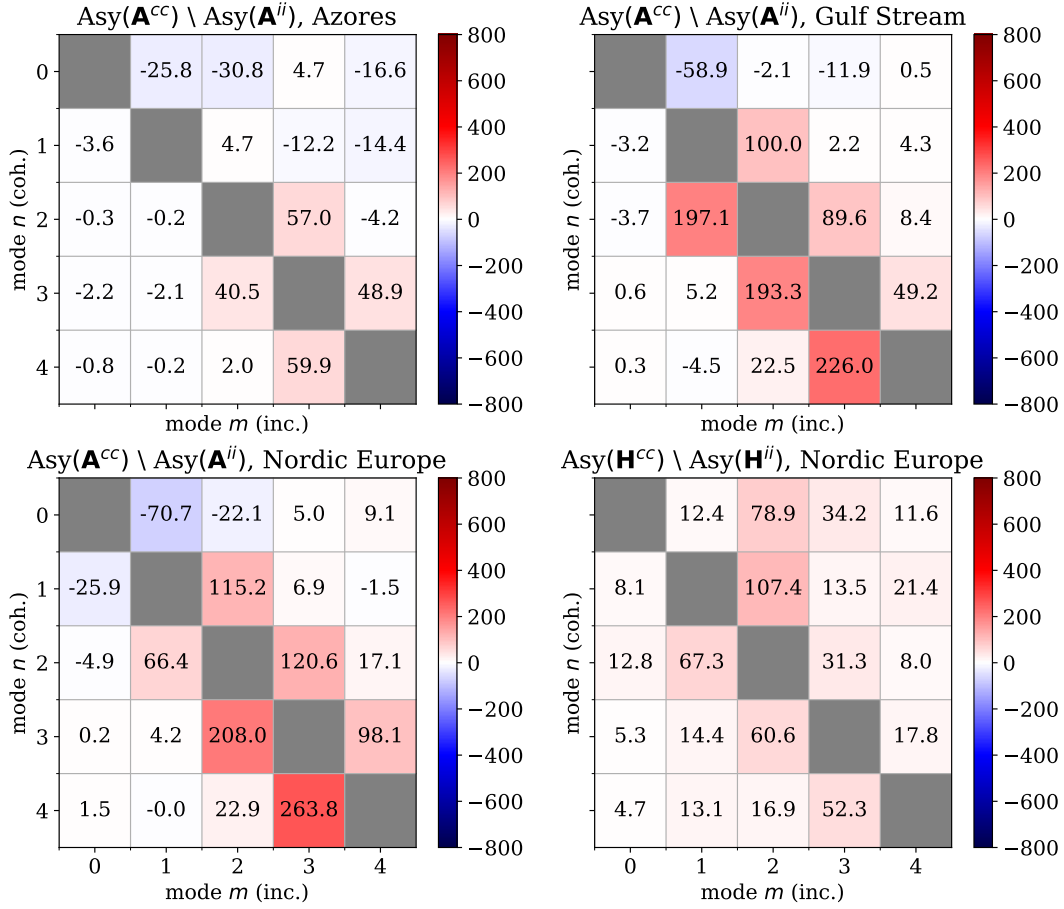 Asy(A^cc) \ Asy(A^ii), Azores
0 -25.8 -30.8 4.7 -16.6
1 -3.6 4.7 -12.2 -14.4
2 -0.3 -0.2 57.0 -4.2
3 -2.2 -2.1 40.5 48.9
4 -0.8 -0.2 2.0 59.9
0 1 2 3 4
mode m (inc.)
mode n (coh.)
800
600
400
200
0
−200
−400
−600
−800
Asy(A^cc) \ Asy(A^ii), Gulf Stream
-58.9 -2.1 -11.9 0.5
-3.2 100.0 2.2 4.3
-3.7 197.1 89.6 8.4
0.6 5.2 193.3 49.2
0.3 -4.5 22.5 226.0
mode m (inc.)
mode n (coh.)
800
600
400
200
0
−200
−400
−600
−800
Asy(A^cc) \ Asy(A^ii), Nordic Europe
0 -70.7 -22.1 5.0 9.1
1 -25.9 115.2 6.9 -1.5
2 -4.9 66.4 120.6 17.1
3 0.2 4.2 208.0 98.1
4 1.5 -0.0 22.9 263.8
0 1 2 3 4
mode m (inc.)
mode n (coh.)
800
600
400
200
0
−200
−400
−600
−800
Asy(H^cc) \ Asy(H^ii), Nordic Europe
12.4 78.9 34.2 11.6
8.1 107.4 13.5 21.4
12.8 67.3 31.3 8.0
5.3 14.4 60.6 17.8
4.7 13.1 16.9 52.3
0 1 2 3 4
mode m (inc.)
mode n (coh.)
800
600
400
200
0
−200
−400
−600
−800